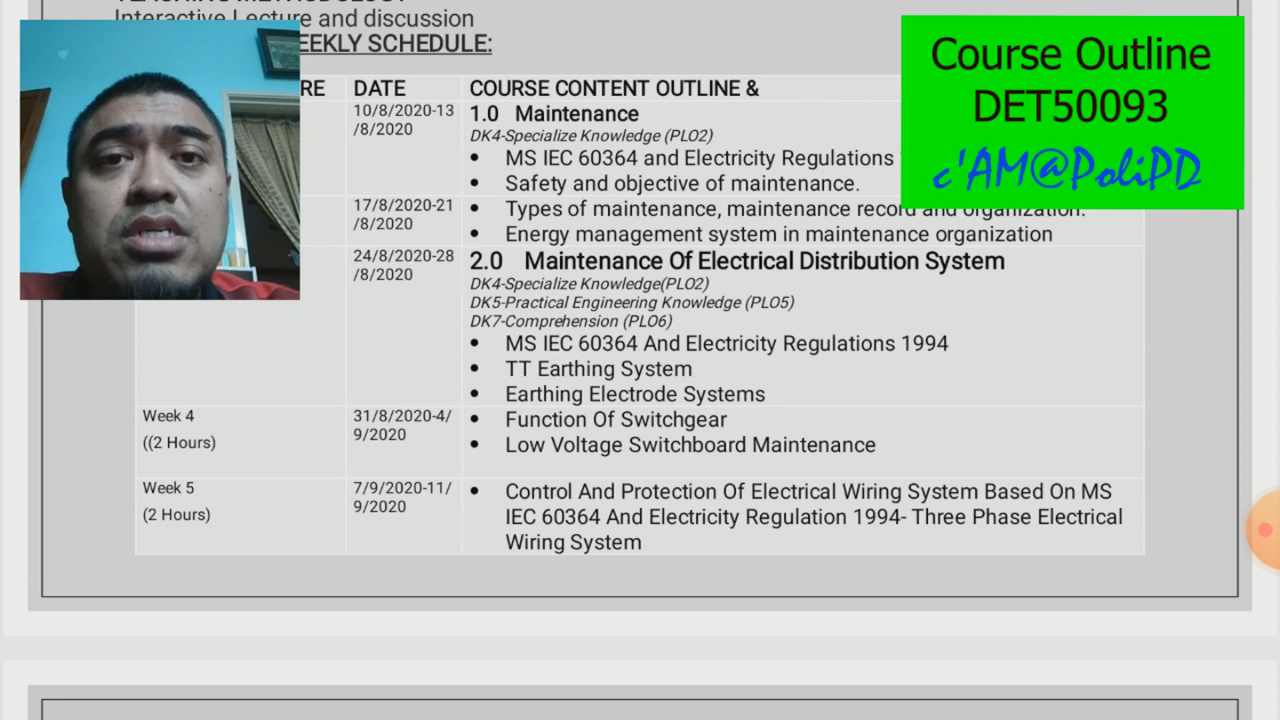 Interactive Lecture and discussion
EEKLY SCHEDULE:
RE DATE COURSE CONTENT OUTLINE &
10/8/2020-13
/8/2020
1.0 Maintenance
DK4-Specialize Knowledge (PLO2)
• MS IEC 60364 and Electricity Regulations
• Safety and objective of maintenance.
17/8/2020-21
/8/2020
• Types of maintenance, maintenance record and organization.
• Energy management system in maintenance organization
24/8/2020-28
/8/2020
2.0 Maintenance Of Electrical Distribution System
DK4-Specialize Knowledge(PLO2)
DK5-Practical Engineering Knowledge (PLO5)
DK7-Comprehension (PLO6)
• MS IEC 60364 And Electricity Regulations 1994
• TT Earthing System
• Earthing Electrode Systems
Week 4
((2 Hours)
31/8/2020-4/
9/2020
• Function Of Switchgear
• Low Voltage Switchboard Maintenance
Week 5
(2 Hours)
7/9/2020-11/
9/2020
• Control And Protection Of Electrical Wiring System Based On MS
IEC 60364 And Electricity Regulation 1994- Three Phase Electrical
Wiring System
Course Outline
DET50093
c'AM@PoliPD